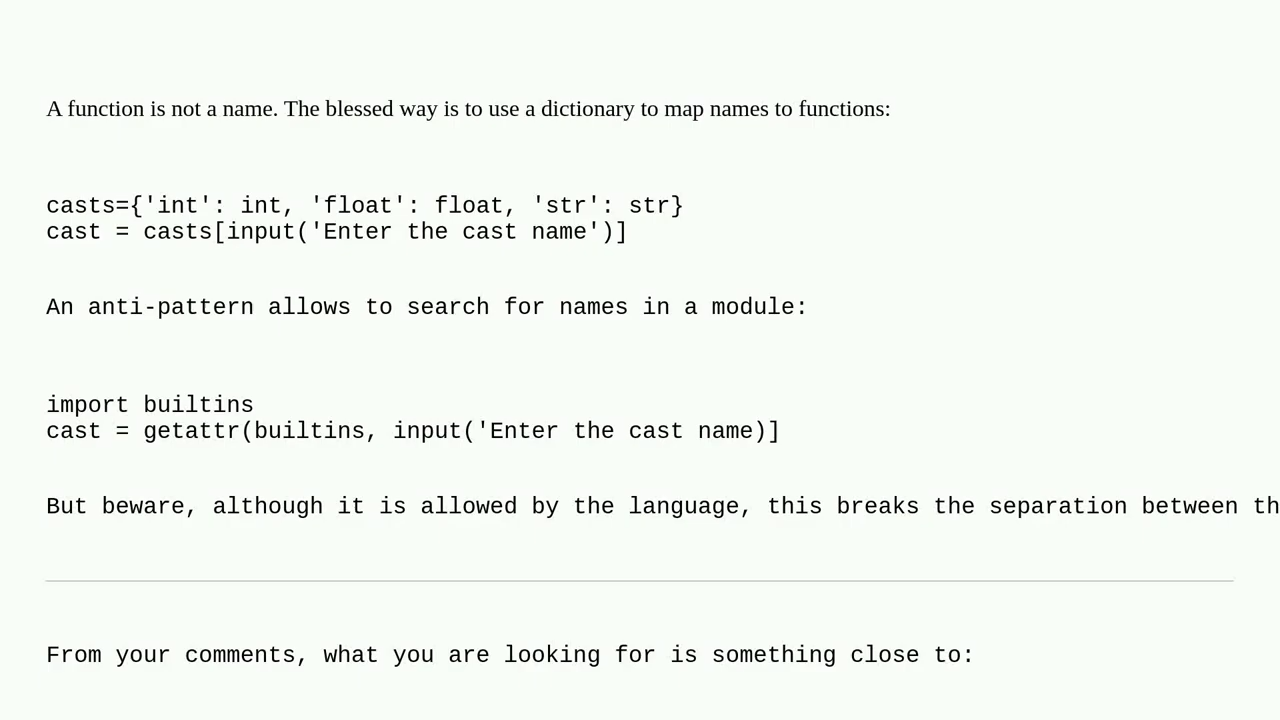 A function is not a name. The blessed way is to use a dictionary to map names to functions:
casts={'int': int, 'float': float, 'str': str}
cast = casts[input('Enter the cast name')]
An anti-pattern allows to search for names in a module:
import builtins
cast = getattr(builtins, input('Enter the cast name)]
But beware, although it is allowed by the language, this breaks the separation between
From your comments, what you are looking for is something close to: